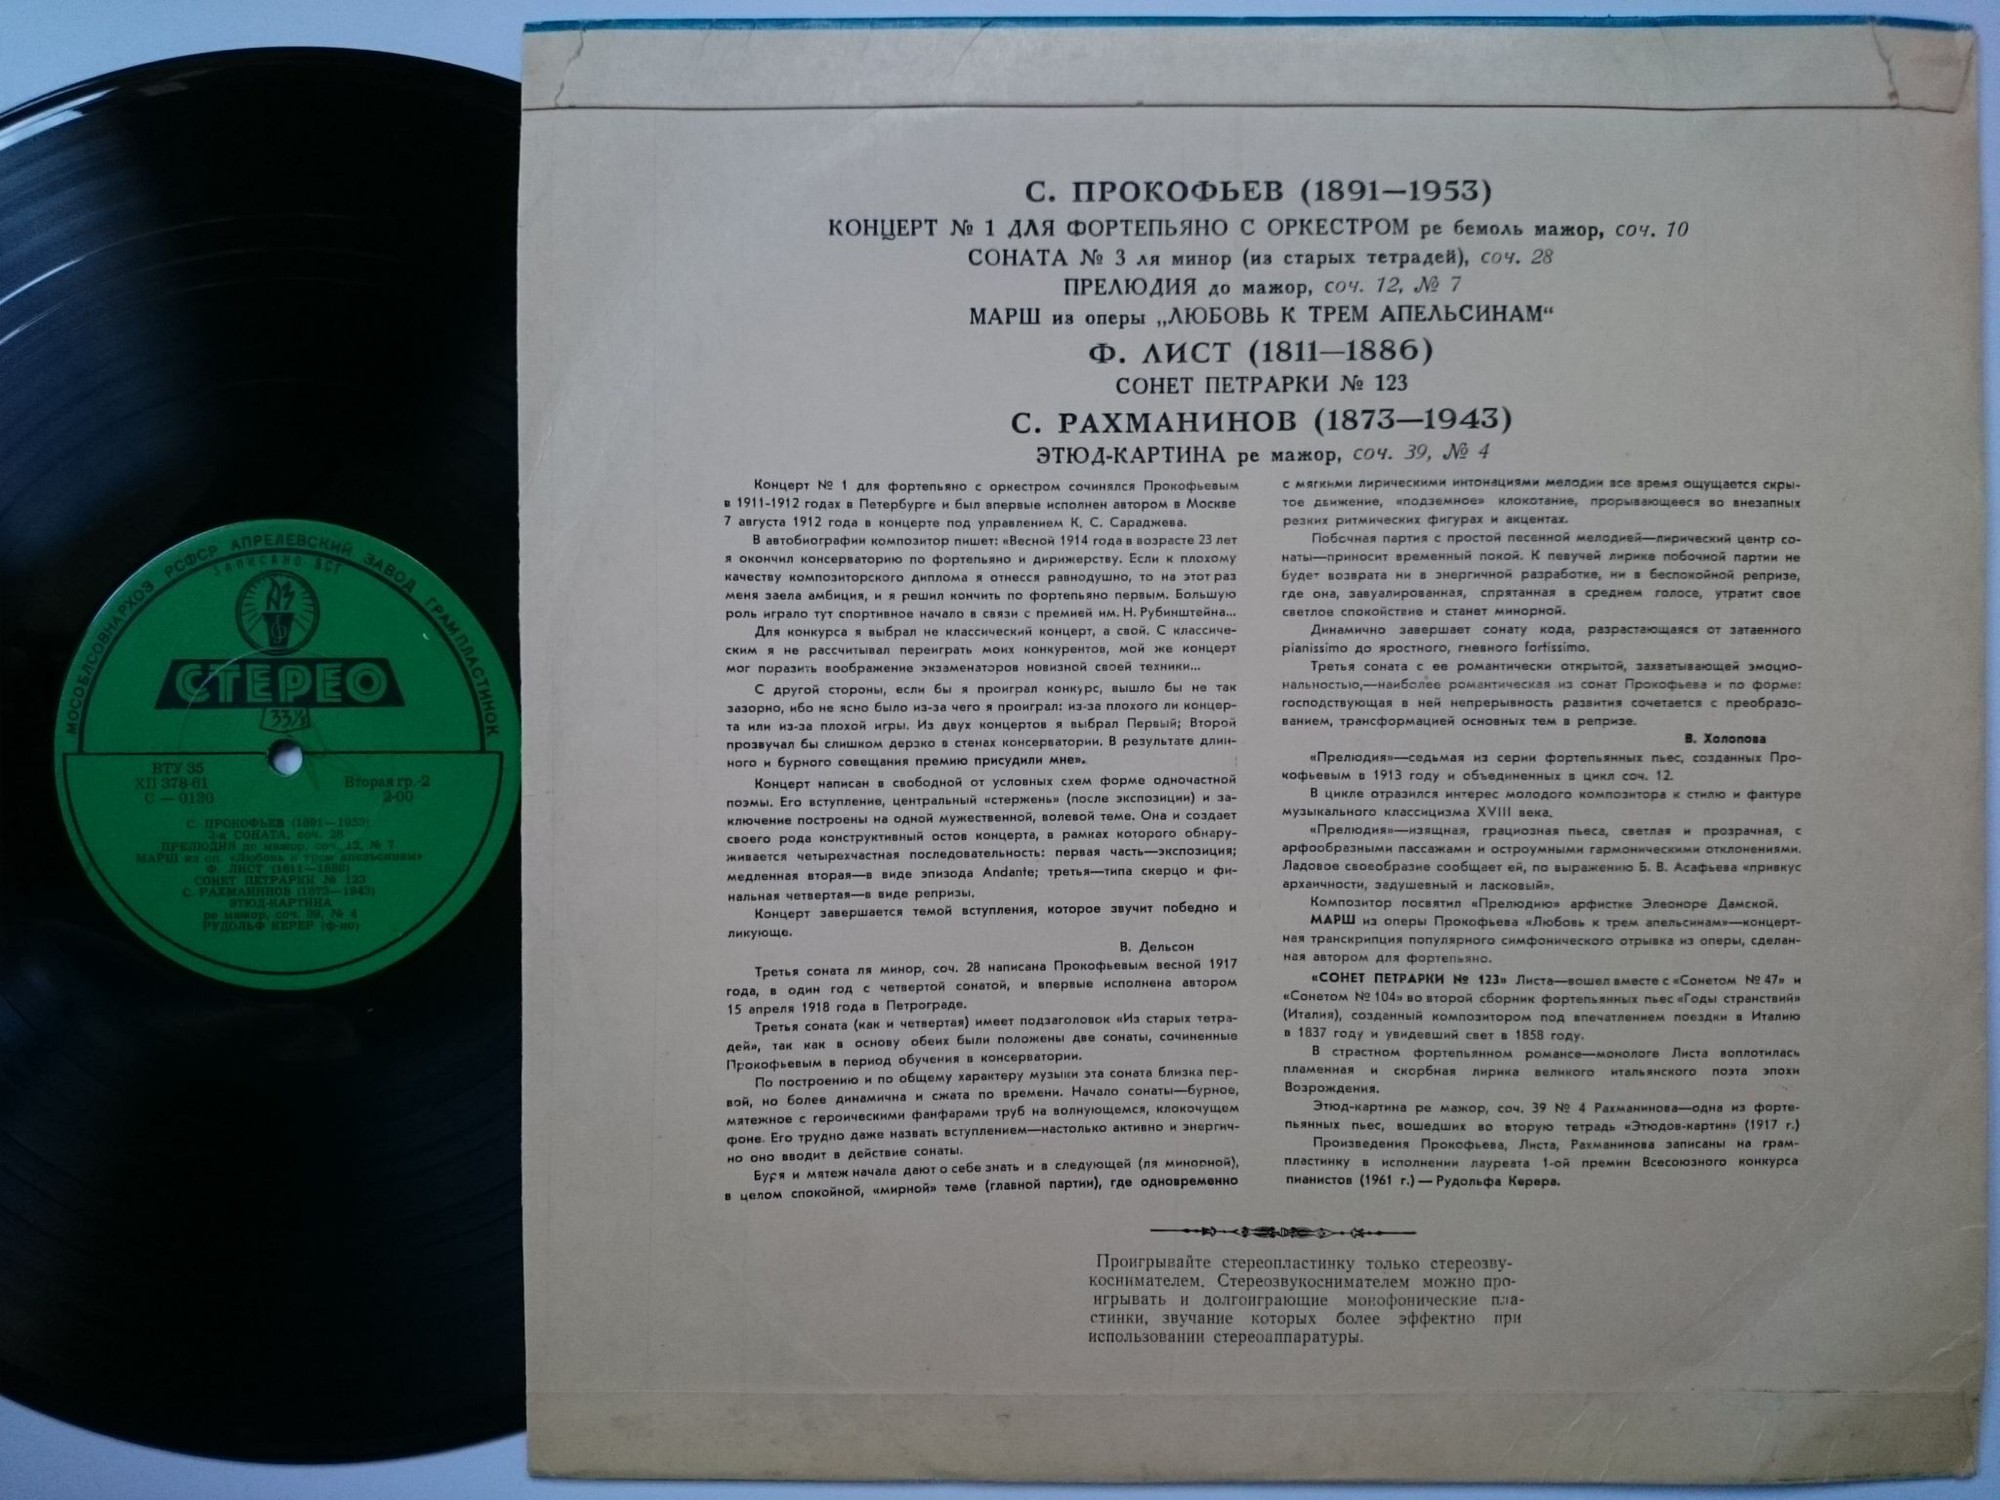 МОСОБЛСОВНАРХОЗ РСФСР АПРЕЛЕВСКИЙ ЗАВОД ГРАМПЛАСТИНОК
ЗАПИСАНО ВСГ
СТЕРЕО
33⅓
ВТУ 35
ХП 378-61
С — 0130
Вторая гр.-2
2-00
С. ПРОКОФЬЕВ (1891—1953)
3-я СОНАТА, соч. 28
ПРЕЛЮДИЯ до мажор, соч. 12, № 7
МАРШ из оп. «Любовь к трем апельсинам»
Ф. ЛИСТ (1811—1886)
СОНЕТ ПЕТРАРКИ № 123
С. РАХМАНИНОВ (1873—1943)
ЭТЮД-КАРТИНА
ре мажор, соч. 39, № 4
РУДОЛЬФ КЕРЕР (ф-но)
С. ПРОКОФЬЕВ (1891—1953)
КОНЦЕРТ № 1 ДЛЯ ФОРТЕПЬЯНО С ОРКЕСТРОМ ре бемоль мажор, соч. 10
СОНАТА № 3 ля минор (из старых тетрадей), соч. 28
ПРЕЛЮДИЯ до мажор, соч. 12, № 7
МАРШ из оперы „ЛЮБОВЬ К ТРЕМ АПЕЛЬСИНАМ“
Ф. ЛИСТ (1811—1886)
СОНЕТ ПЕТРАРКИ № 123
С. РАХМАНИНОВ (1873—1943)
ЭТЮД-КАРТИНА ре мажор, соч. 39, № 4
Концерт № 1 для фортепьяно с оркестром сочинялся Прокофьевым
в 1911-1912 годах в Петербурге и был впервые исполнен автором в Москве
7 августа 1912 года в концерте под управлением К. С. Сараджева.
В автобиографии композитор пишет: «Весной 1914 года в возрасте 23 лет
я окончил консерваторию по фортепьяно и дирижерству. Если к плохому
качеству композиторского диплома я отнесся равнодушно, то на этот раз
меня заела амбиция, и я решил кончить по фортепьяно первым. Большую
роль играло тут спортивное начало в связи с премией им. Н. Рубинштейна...
Для конкурса я выбрал не классический концерт, а свой. С классиче-
ским я не рассчитывал переиграть моих конкурентов, мой же концерт
мог поразить воображение экзаменаторов новизной своей техники...
С другой стороны, если бы я проиграл конкурс, вышло бы не так
зазорно, ибо не ясно было из-за чего я проиграл: из-за плохого ли концер-
та или из-за плохой игры. Из двух концертов я выбрал Первый; Второй
прозвучал бы слишком дерзко в стенах консерватории. В результате длин-
ного и бурного совещания премию присудили мне».
Концерт написан в свободной от условных схем форме одночастной
поэмы. Его вступление, центральный «стержень» (после экспозиции) и за-
ключение построены на одной мужественной, волевой теме. Она и создает
своего рода конструктивный остов концерта, в рамках которого обнару-
живается четырехчастная последовательность: первая часть—экспозиция;
медленная вторая—в виде эпизода Andante; третья—типа скерцо и фи-
нальная четвертая—в виде репризы.
Концерт завершается темой вступления, которое звучит победно и
ликующе.
В. Дельсон
Третья соната ля минор, соч. 28 написана Прокофьевым весной 1917
года, в один год с четвертой сонатой, и впервые исполнена автором
15 апреля 1918 года в Петрограде.
Третья соната (как и четвертая) имеет подзаголовок «Из старых тетра-
дей», так как в основу обеих были положены две сонаты, сочиненные
Прокофьевым в период обучения в консерватории.
По построению и по общему характеру музыки эта соната близка пер-
вой, но более динамична и сжата по времени. Начало сонаты—бурное,
мятежное с героическими фанфарами труб на волнующемся, клокочущем
фоне. Его трудно даже назвать вступлением—настолько активно и энергич-
но оно вводит в действие сонаты.
Буря и мятеж начала дают о себе знать и в следующей (ля минорной),
в целом спокойной, «мирной» теме (главной партии), где одновременно
с мягкими лирическими интонациями мелодии все время ощущается скры-
тое движение, «подземное» клокотание, прорывающееся во внезапных
резких ритмических фигурах и акцентах.
Побочная партия с простой песенной мелодией—лирический центр со-
наты—приносит временный покой. К певучей лирике побочной партии не
будет возврата ни в энергичной разработке, ни в беспокойной репризе,
где она, завуалированная, спрятанная в среднем голосе, утратит свое
светлое спокойствие и станет минорной.
Динамично завершает сонату кода, разрастающаяся от затаенного
pianissimo до яростного, гневного fortissimo.
Третья соната с ее романтически открытой, захватывающей эмоцио-
нальностью,—наиболее романтическая из сонат Прокофьева и по форме:
господствующая в ней непрерывность развития сочетается с преобразо-
ванием, трансформацией основных тем в репризе.
В. Холопова
«Прелюдия»—седьмая из серии фортепьянных пьес, созданных Про-
кофьевым в 1913 году и объединенных в цикл соч. 12.
В цикле отразился интерес молодого композитора к стилю и фактуре
музыкального классицизма XVIII века.
«Прелюдия»—изящная, грациозная пьеса, светлая и прозрачная, с
арфообразными пассажами и остроумными гармоническими отклонениями.
Ладовое своеобразие сообщает ей, по выражению Б. В. Асафьева «привкус
архаичности, задушевный и ласковый».
Композитор посвятил «Прелюдию» арфистке Элеоноре Дамской.
МАРШ из оперы Прокофьева «Любовь к трем апельсинам»—концерт-
ная транскрипция популярного симфонического отрывка из оперы, сделан-
ная автором для фортепьяно.
«СОНЕТ ПЕТРАРКИ № 123» Листа—вошел вместе с «Сонетом № 47» и
«Сонетом № 104» во второй сборник фортепьянных пьес «Годы странствий»
(Италия), созданный композитором под впечатлением поездки в Италию
в 1837 году и увидевший свет в 1858 году.
В страстном фортепьянном романсе—монологе Листа воплотилась
пламенная и скорбная лирика великого итальянского поэта эпохи
Возрождения.
Этюд-картина ре мажор, соч. 39 № 4 Рахманинова—одна из форте-
пьянных пьес, вошедших во вторую тетрадь «Этюдов-картин» (1917 г.)
Произведения Прокофьева, Листа, Рахманинова записаны на грам-
пластинку в исполнении лауреата 1-ой премии Всесоюзного конкурса
пианистов (1961 г.) — Рудольфа Керера.
Проигрывайте стереопластинку только стереозву-
коснимателем. Стереозвукоснимателем можно про-
игрывать и долгоиграющие монофонические пла-
стинки, звучание которых более эффектно при
использовании стереоаппаратуры.